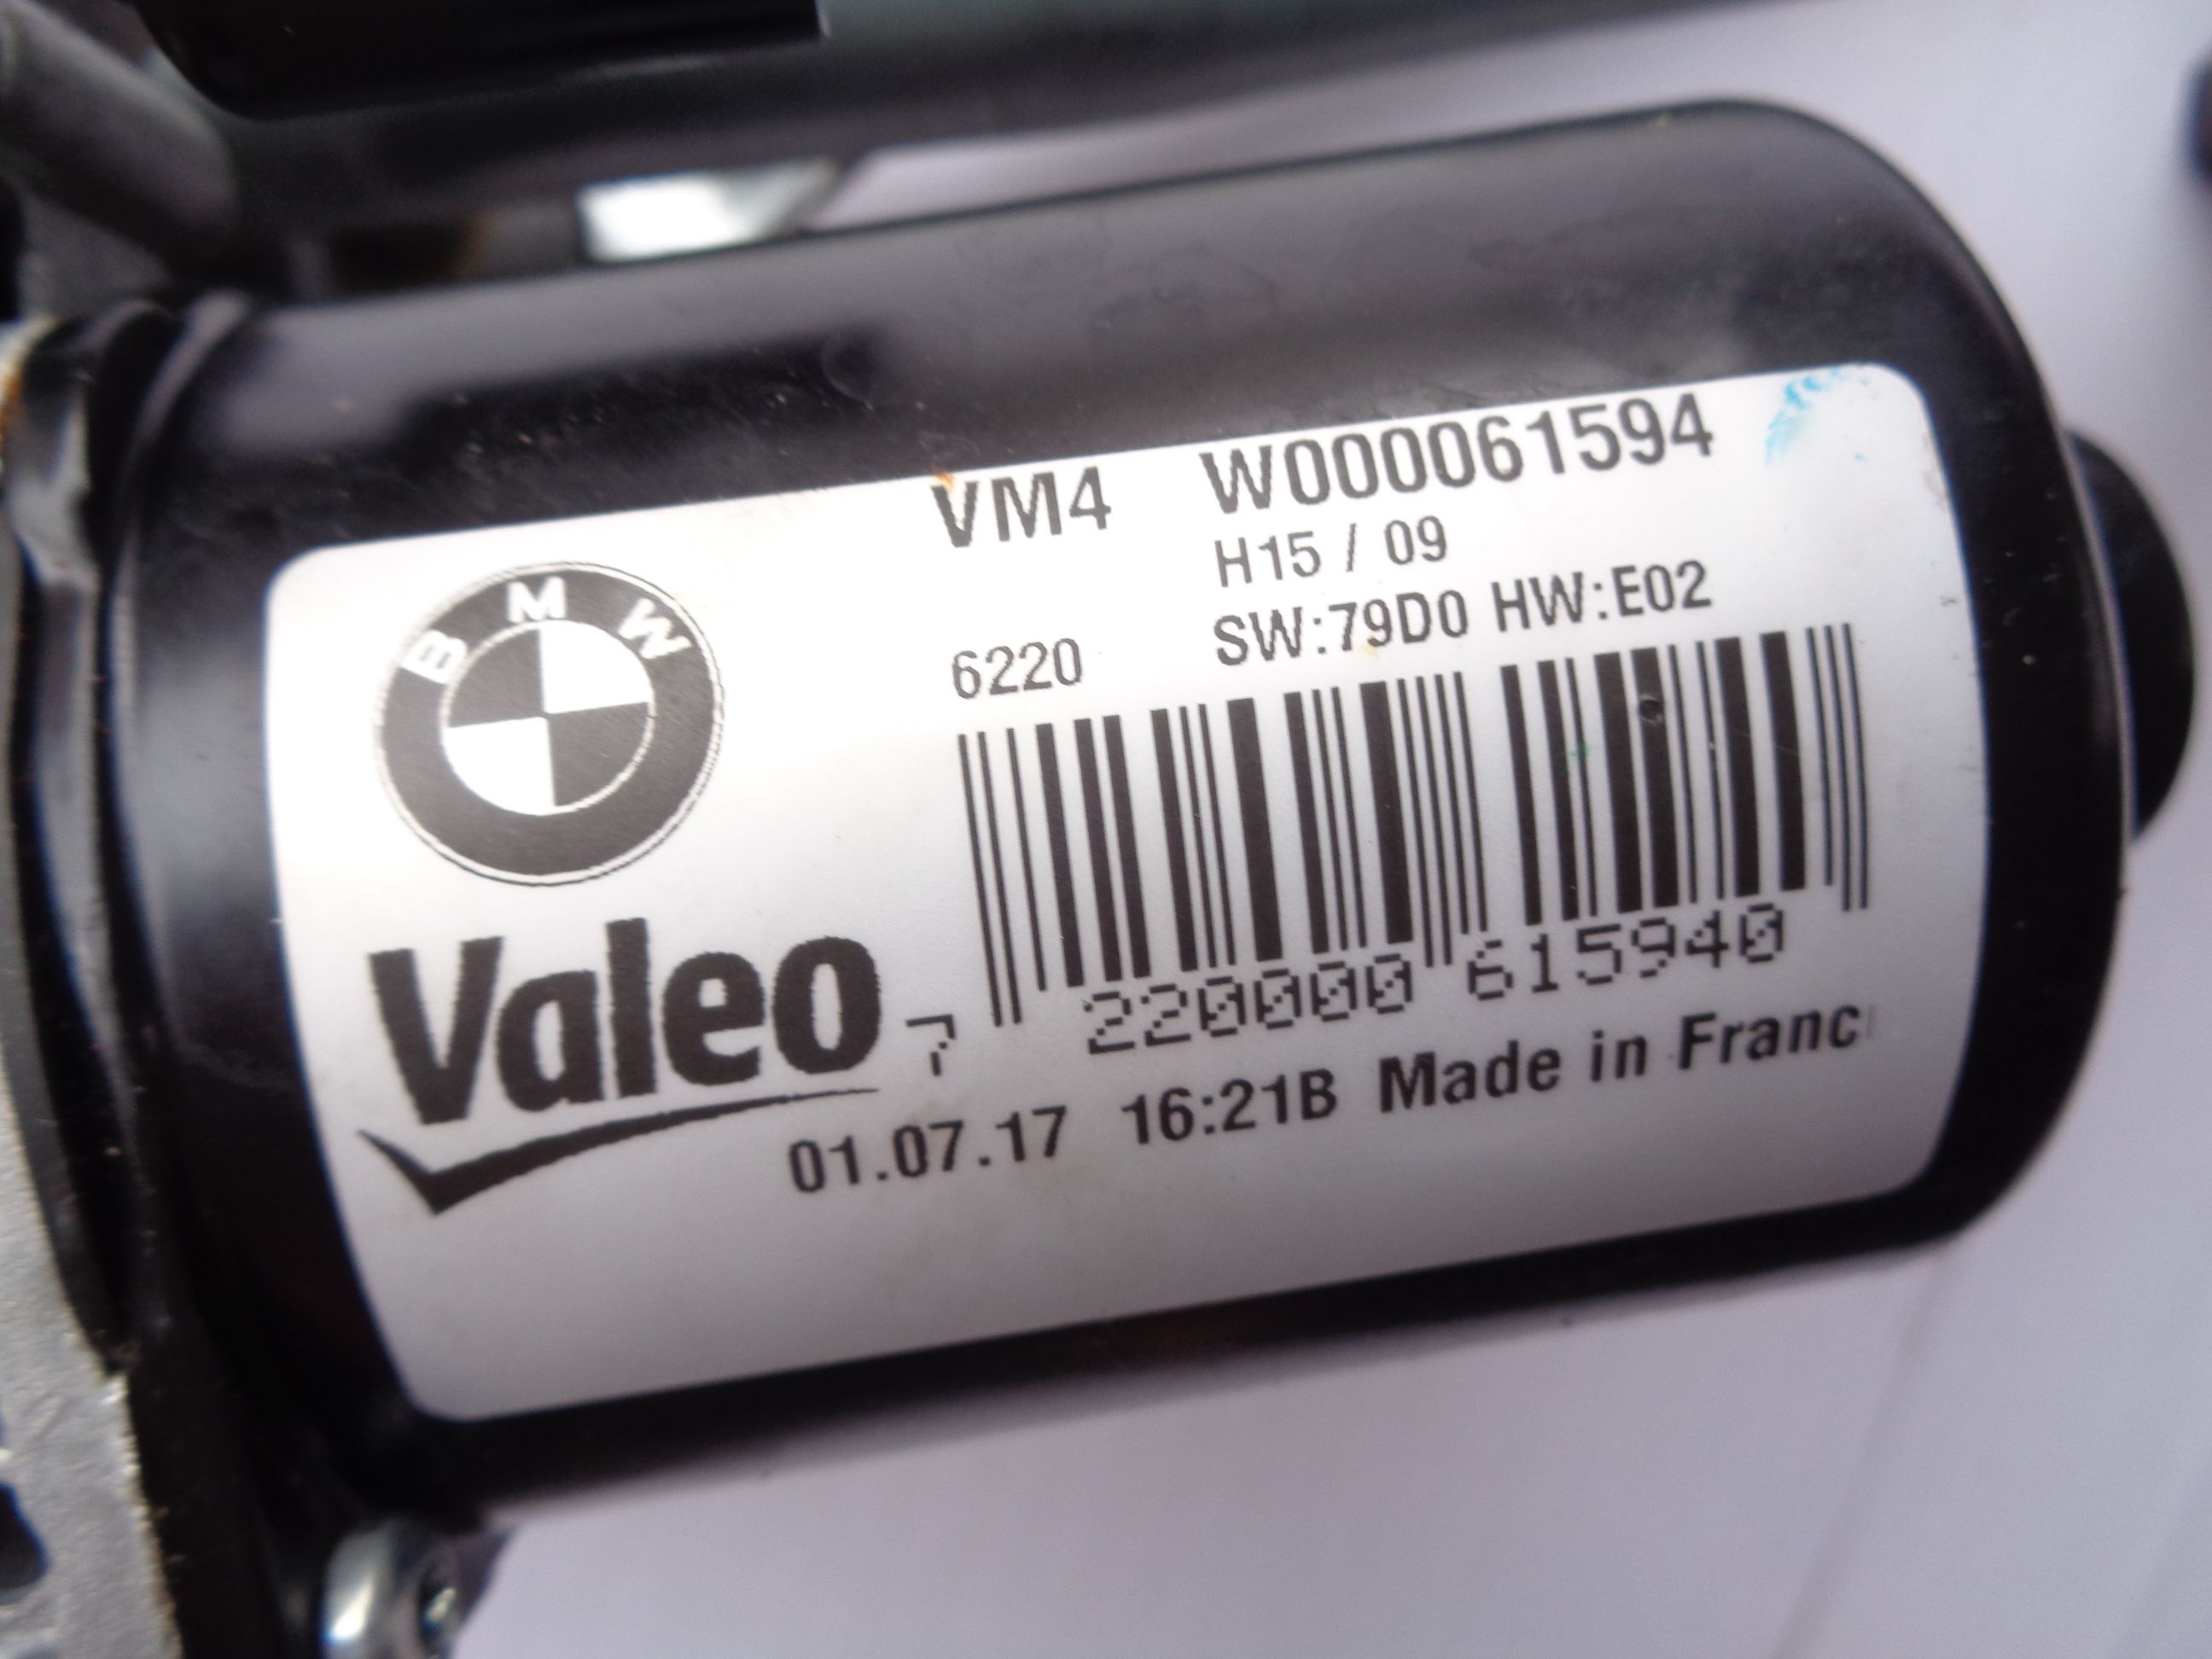 VM4 W000061594
H15 / 09
6220 SW:79D0 HW:E02
BMW
Valeo
7 220000 615940
01.07.17 16:21B Made in Franc